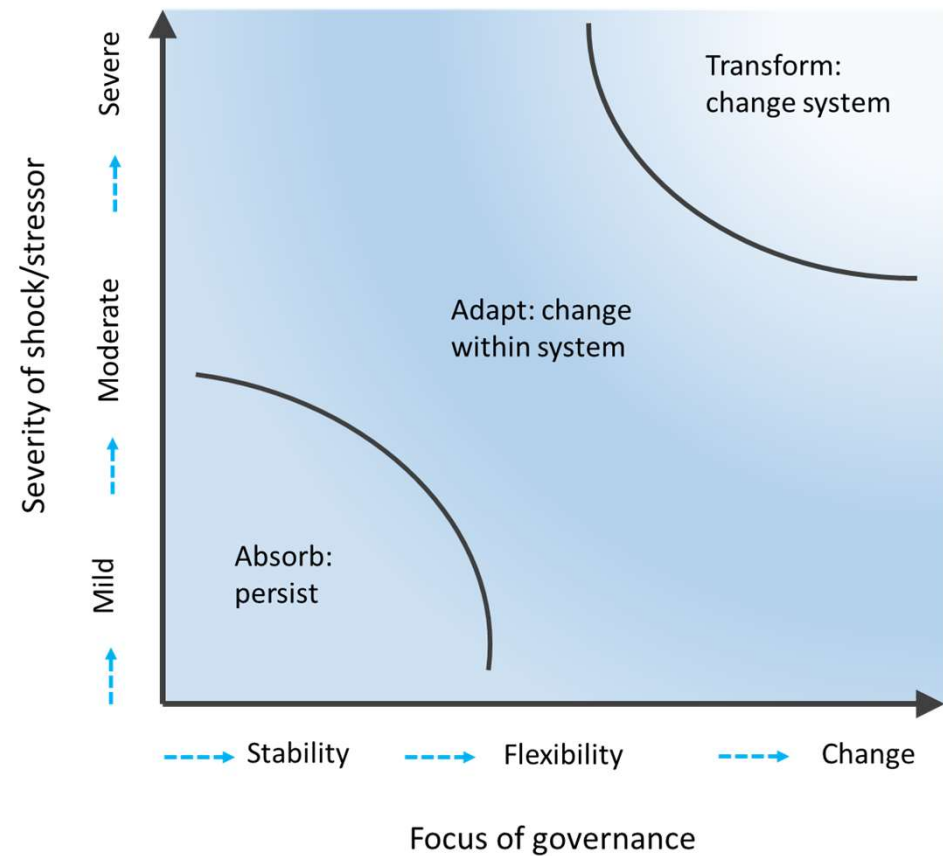 Severity of shock/stressor
Severe
Moderate
Mild
Transform:
change system
Adapt: change
within system
Absorb:
persist
Stability
Flexibility
Change
Focus of governance